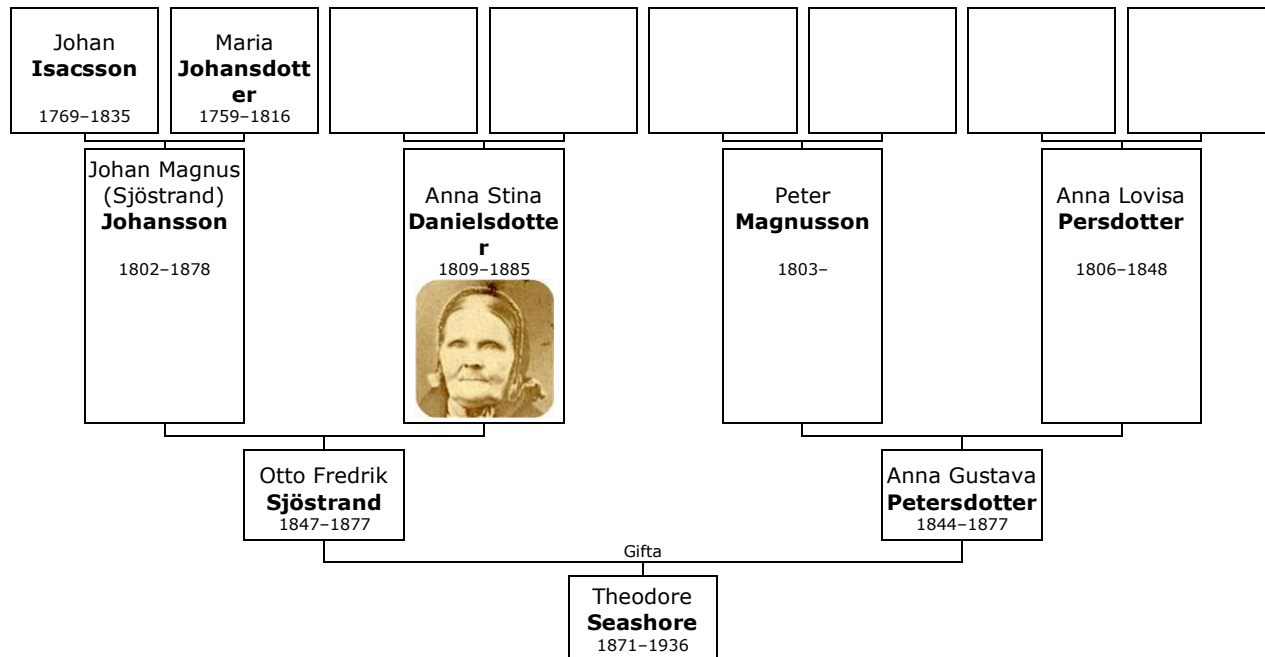 Johan
Isacsson
1769–1835
Maria
Johansdott
er
1759–1816
Johan Magnus
(Sjöstrand)
Johansson
1802–1878
Anna Stina
Danielsdotte
r
1809–1885
Peter
Magnusson
1803–
Anna Lovisa
Persdotter
1806–1848
Otto Fredrik
Sjöstrand
1847–1877
Anna Gustava
Petersdotter
1844–1877
Gifta
Theodore
Seashore
1871–1936